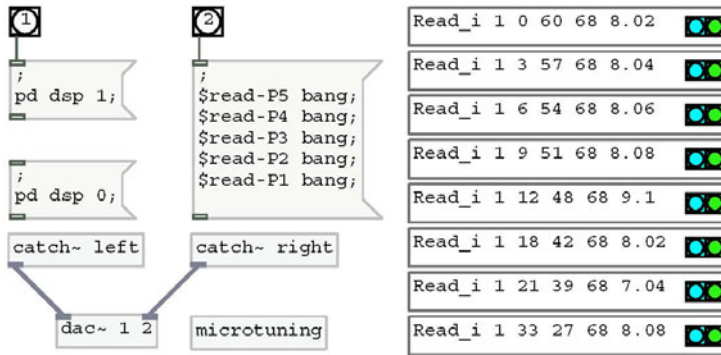 1
;
pd dsp 1;
;
pd dsp 0;
2
;
$read-P5 bang;
$read-P4 bang;
$read-P3 bang;
$read-P2 bang;
$read-P1 bang;
catch~ left
catch~ right
dac~ 1 2
microtuning
Read_i 1 0 60 68 8.02
Read_i 1 3 57 68 8.04
Read_i 1 6 54 68 8.06
Read_i 1 9 51 68 8.08
Read_i 1 12 48 68 9.1
Read_i 1 18 42 68 8.02
Read_i 1 21 39 68 7.04
Read_i 1 33 27 68 8.08